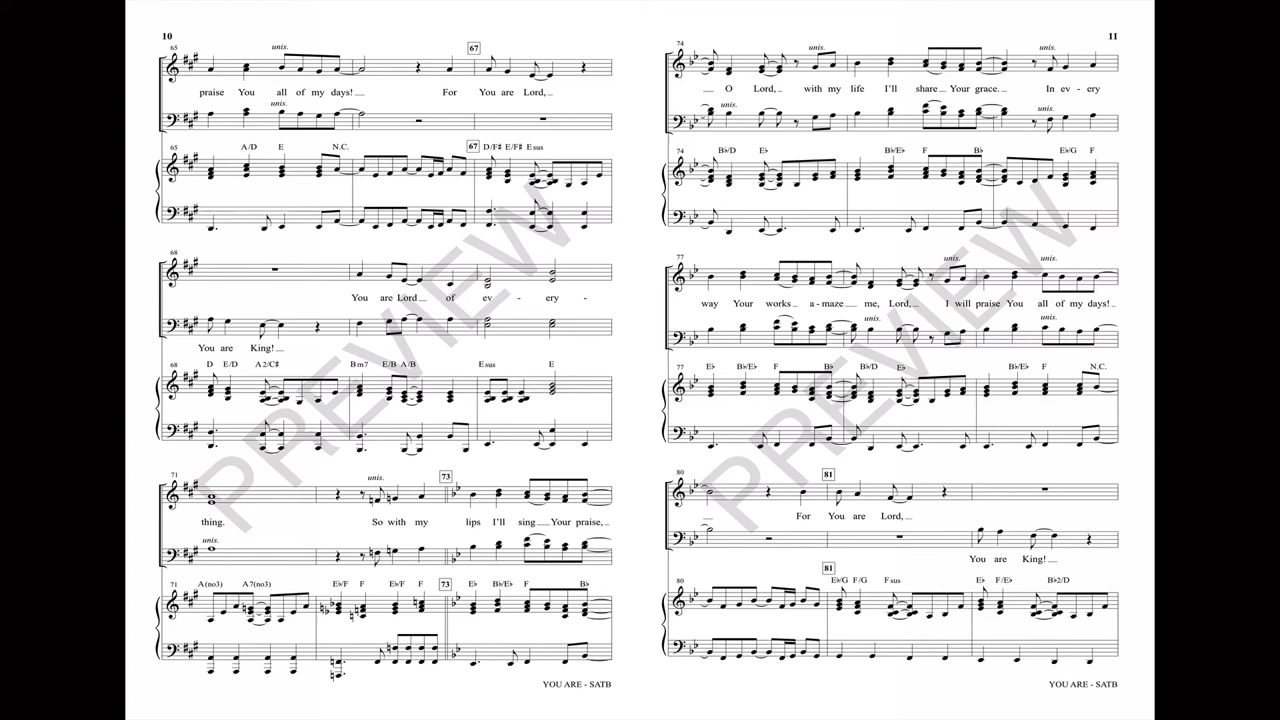 10
65
unis.
67
praise You all of my days! For You are Lord,
unis.
65 A/D E N.C. 67 D/F♯ E/F♯ Esus
68
You are Lord of ev - ery -
You are King!
68 D E/D A2/C♯ Bm7 E/B A/B Esus E
71
unis.
73
thing. So with my lips I'll sing Your praise,
unis.
71 A(no3) A7(no3) E♭/F F E♭/F F 73 E♭ B♭/E♭ F B♭
YOU ARE - SATB
11
74
unis. unis.
O Lord, with my life I'll share Your grace. In ev - ery
unis.
74 B♭/D E♭ B♭/E♭ F B♭ E♭/G F
77
unis. unis.
way Your works a - maze me, Lord, I will praise You all of my days!
unis. unis.
77 E♭ B♭/E♭ F B♭ B♭/D E♭ B♭/E♭ F N.C.
80
81
For You are Lord,
You are King!
80 81 E♭/G F/G Fsus E♭ F/E♭ B♭2/D
YOU ARE - SATB
PREVIEW
PREVIEW